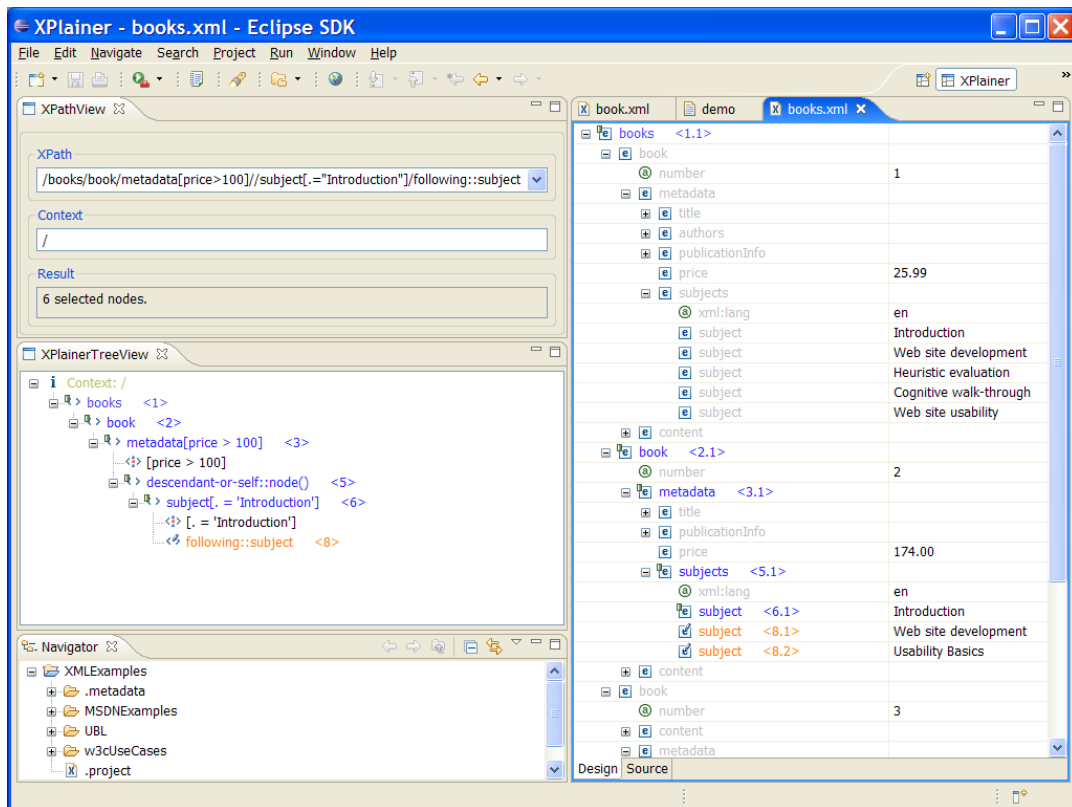 XPlainer - books.xml - Eclipse SDK
File Edit Navigate Search Project Run Window Help
XPlainer »
XPathView
XPath
/books/book/metadata[price>100]//subject[.="Introduction"]/following::subject
Context
/
Result
6 selected nodes.
XPlainerTreeView
i Context: /
books <1>
book <2>
metadata[price > 100] <3>
[price > 100]
descendant-or-self::node() <5>
subject[. = 'Introduction'] <6>
[. = 'Introduction']
following::subject <8>
Navigator
XMLExamples
.metadata
MSDNExamples
UBL
w3cUseCases
.project
book.xml demo books.xml
books <1.1>
book
number 1
metadata
title
authors
publicationInfo
price 25.99
subjects
xml:lang en
subject Introduction
subject Web site development
subject Heuristic evaluation
subject Cognitive walk-through
subject Web site usability
content
book <2.1>
number 2
metadata <3.1>
title
publicationInfo
price 174.00
subjects <5.1>
xml:lang en
subject <6.1> Introduction
subject <8.1> Web site development
subject <8.2> Usability Basics
content
book
number 3
content
metadata
Design Source